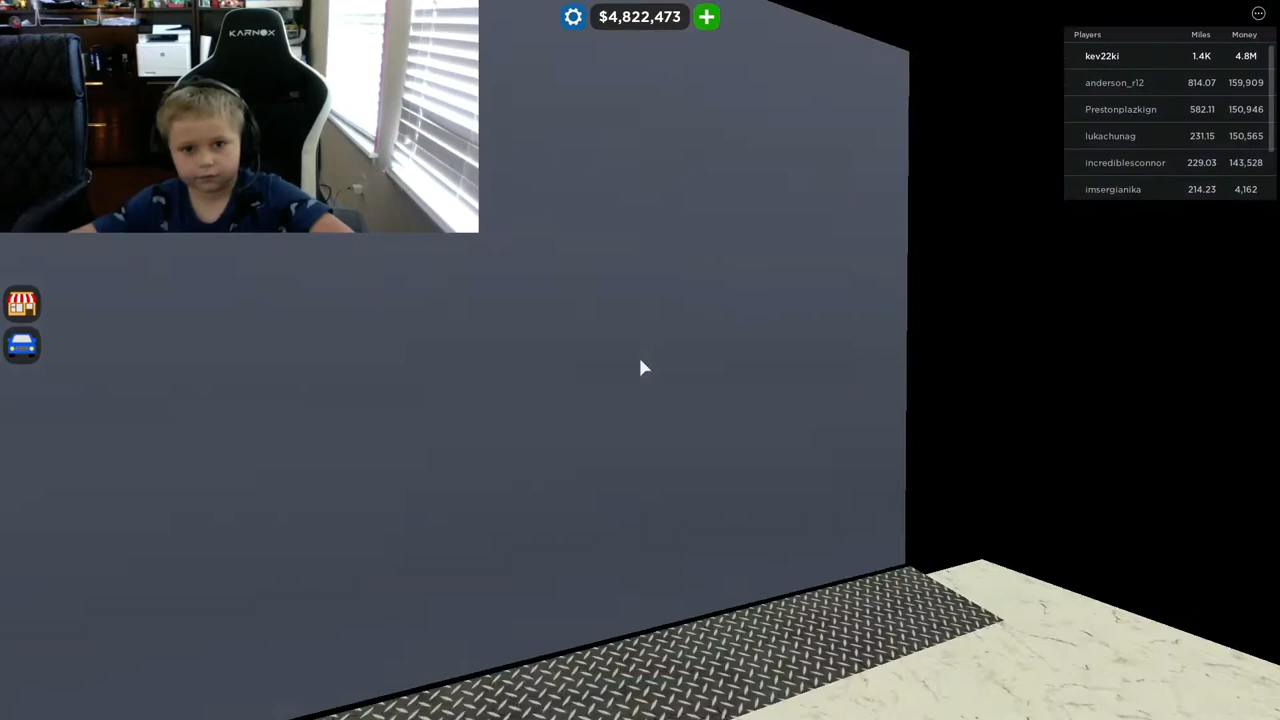 KARNOX
$4,822,473
Players Miles Money
kev22ki 1.4K 4.8M
anderson_r12 814.07 159,909
Prestonplazkign 582.11 150,946
lukachunag 231.15 150,565
incrediblesconnor 229.03 143,528
imsergianika 214.23 4,162